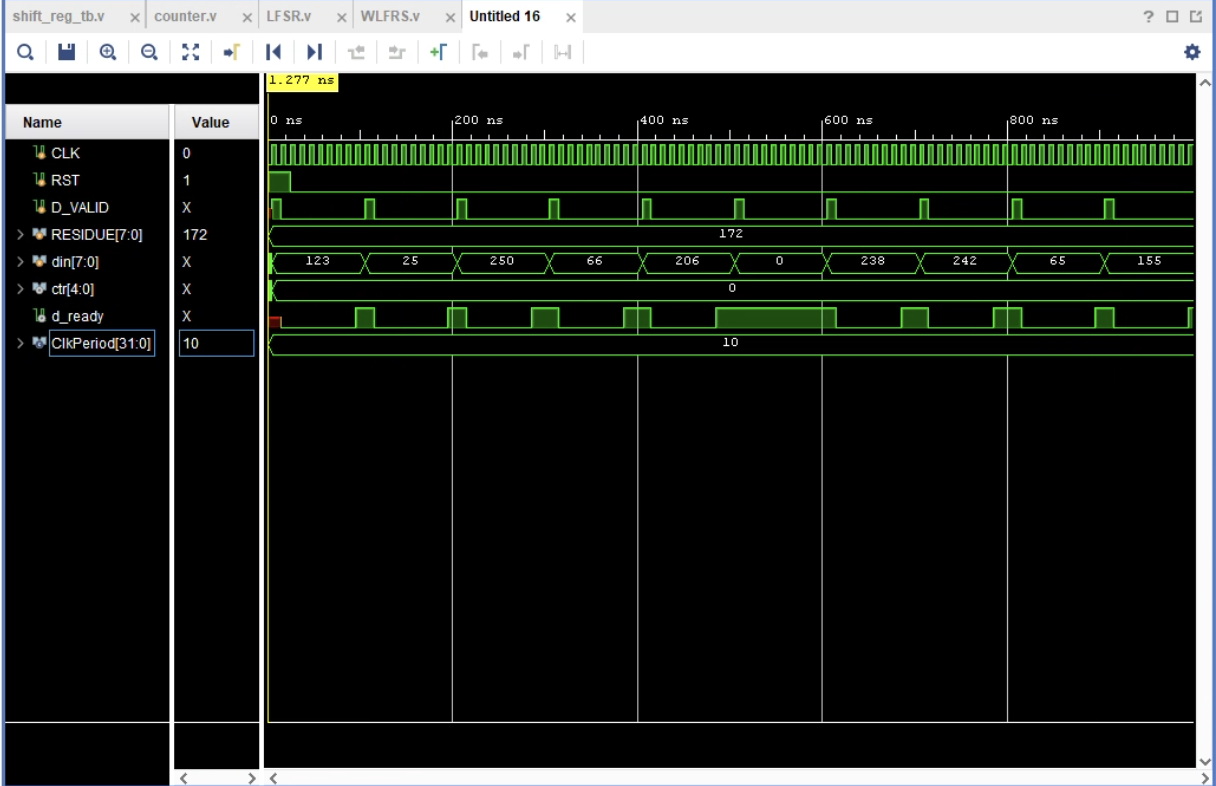 shift_reg_tb.v × counter.v × LFSR.v × WLFRS.v × Untitled 16 × ?
1.277 ns
Name Value 0 ns 200 ns 400 ns 600 ns 800 ns
CLK 0
RST 1
D_VALID X
RESIDUE[7:0] 172 172
din[7:0] X 123 25 250 66 206 0 238 242 65 155
ctr[4:0] X 0
d_ready X
ClkPeriod[31:0] 10 10